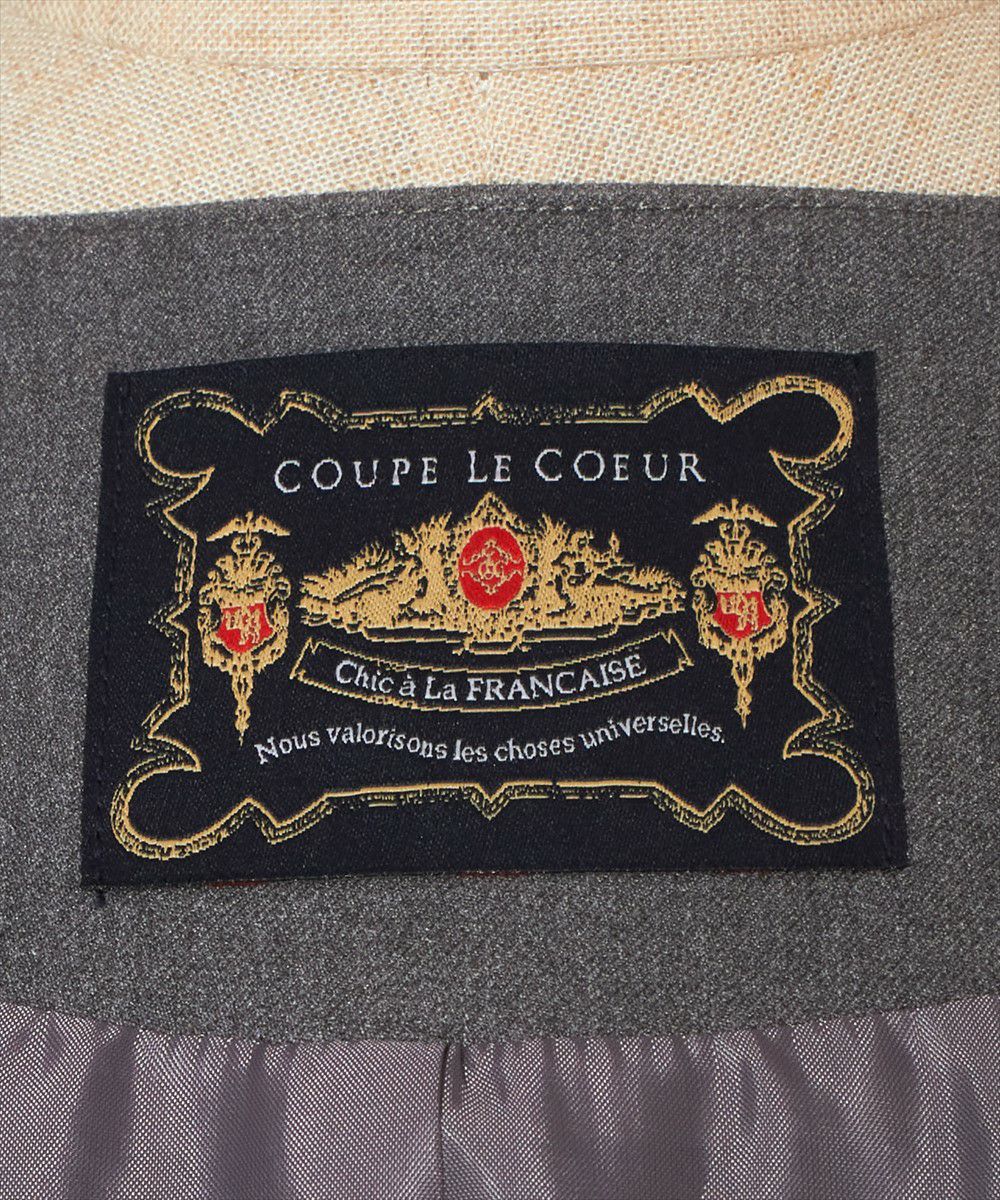 COUPE LE COEUR
Chic à La FRANCAISE
Nous valorisons les choses universelles.